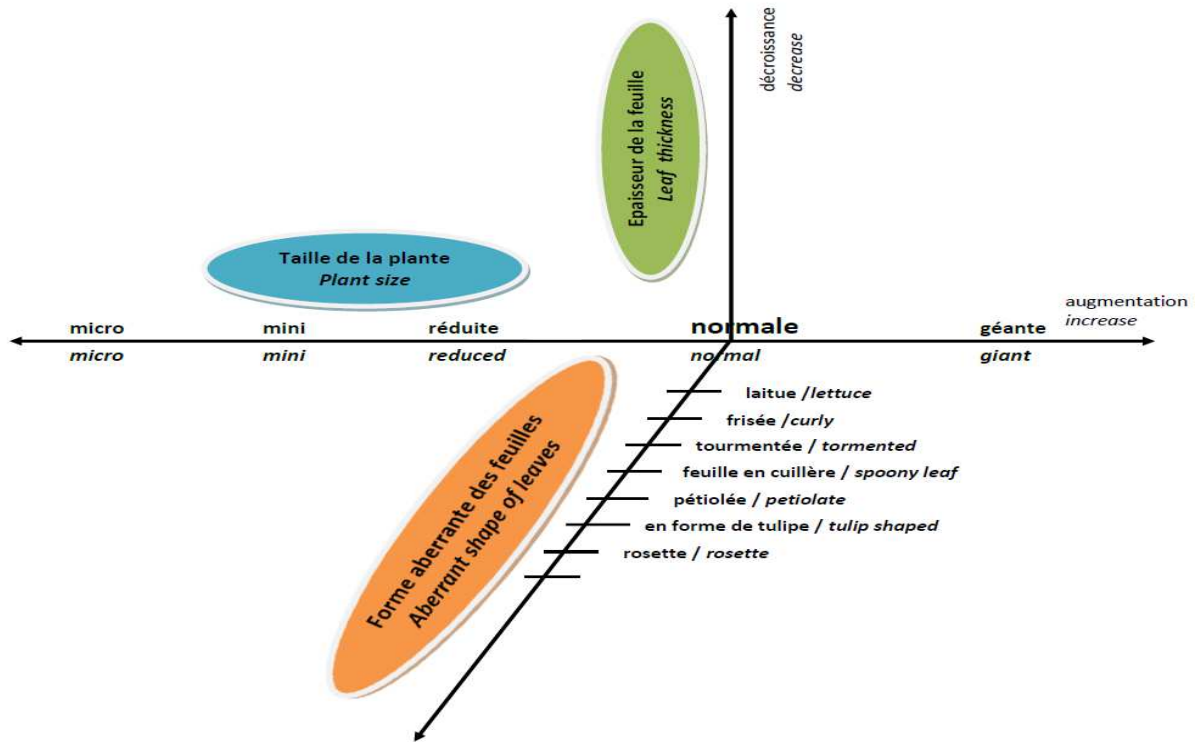 décroissance
decrease
Epaisseur de la feuille
Leaf thickness
Taille de la plante
Plant size
augmentation
increase
micro mini réduite normale géante
micro mini reduced normal giant
Forme aberrante des feuilles
Aberrant shape of leaves
laitue /lettuce
frisée /curly
tourmentée / tormented
feuille en cuillère / spoony leaf
pétiolée / petiolate
en forme de tulipe / tulip shaped
rosette / rosette